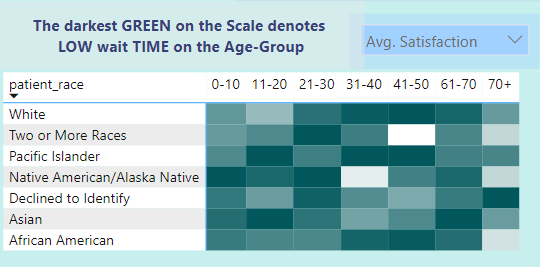 The darkest GREEN on the Scale denotes
LOW wait TIME on the Age-Group
Avg. Satisfaction
patient_race 0-10 11-20 21-30 31-40 41-50 61-70 70+
White
Two or More Races
Pacific Islander
Native American/Alaska Native
Declined to Identify
Asian
African American